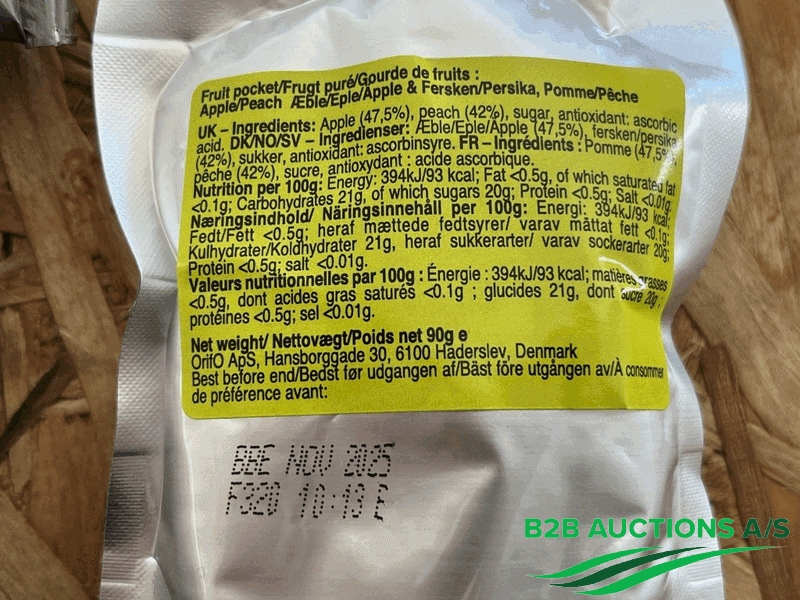 Fruit pocket/Frugt puré/Gourde de fruits :
Apple/Peach Æble/Eple/Äpple & Fersken/Persika, Pomme/Pêche
UK – Ingredients: Apple (47,5%), peach (42%), sugar, antioxidant: ascorbic
acid. DK/NO/SV – Ingredienser: Æble/Eple/Äpple (47,5%), fersken/persika
(42%), sukker, antioxidant: ascorbinsyre. FR – Ingrédients : Pomme (47,5%),
pêche (42%), sucre, antioxydant : acide ascorbique.
Nutrition per 100g: Energy: 394kJ/93 kcal; Fat <0.5g, of which saturated fat
<0.1g; Carbohydrates 21g, of which sugars 20g; Protein <0.5g; Salt <0.01g.
Næringsindhold/ Näringsinnehåll per 100g: Energi: 394kJ/93 kcal;
Fedt/Fett <0.5g; heraf mættede fedtsyrer/ varav måttat fett <0.1g;
Kulhydrater/Koldhydrater 21g, heraf sukkerarter/ varav sockerarter 20g;
Protein <0.5g; salt <0.01g.
Valeurs nutritionnelles par 100g : Énergie : 394kJ/93 kcal; matières grasses
<0.5g, dont acides gras saturés <0.1g ; glucides 21g, dont sucre 20g ;
protéines <0.5g; sel <0.01g.
Net weight/ Nettovægt/Poids net 90g e
OrifO ApS, Hansborggade 30, 6100 Haderslev, Denmark
Best before end/Bedst før udgangen af/Bäst före utgången av/À consommer
de préférence avant:
BBE NOV 2025
F320 10:13 E
B2B AUCTIONS A/S